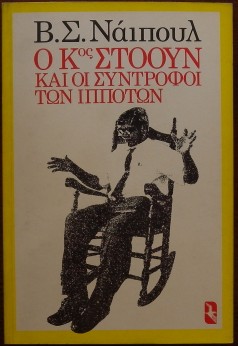 Β.Σ. Νάιπουλ
Ο Κος ΣΤΟΟΥΝ
ΚΑΙ ΟΙ ΣΥΝΤΡΟΦΟΙ
ΤΩΝ ΙΠΠΟΤΩΝ